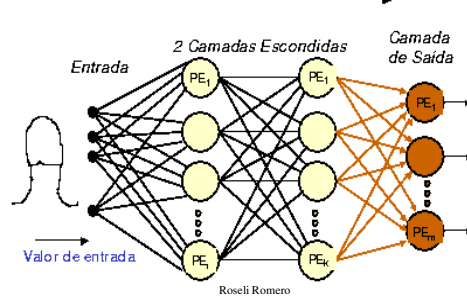 Camada
de Saída
2 Camadas Escondidas
Entrada
PE1
PE1
PE1
PEm
PEi
PEk
Valor de entrada
Roseli Romero